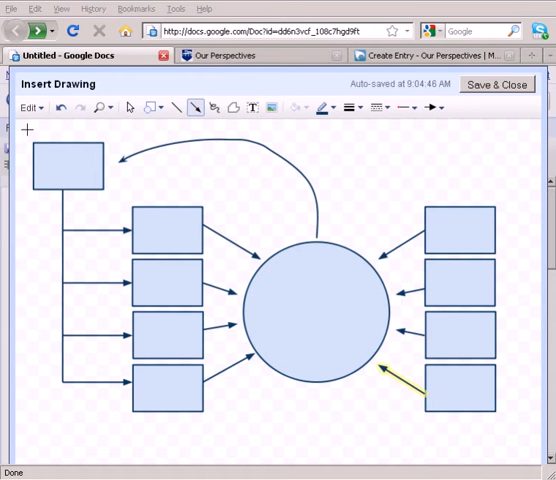 File Edit View History Bookmarks Tools Help
http://docs.google.com/Doc?id=dd6n3vcf_108c7hgd9ft
Google
Untitled - Google Docs
Our Perspectives
Create Entry - Our Perspectives | M...
Insert Drawing
Auto-saved at 9:04:46 AM
Save & Close
Edit
T
Done